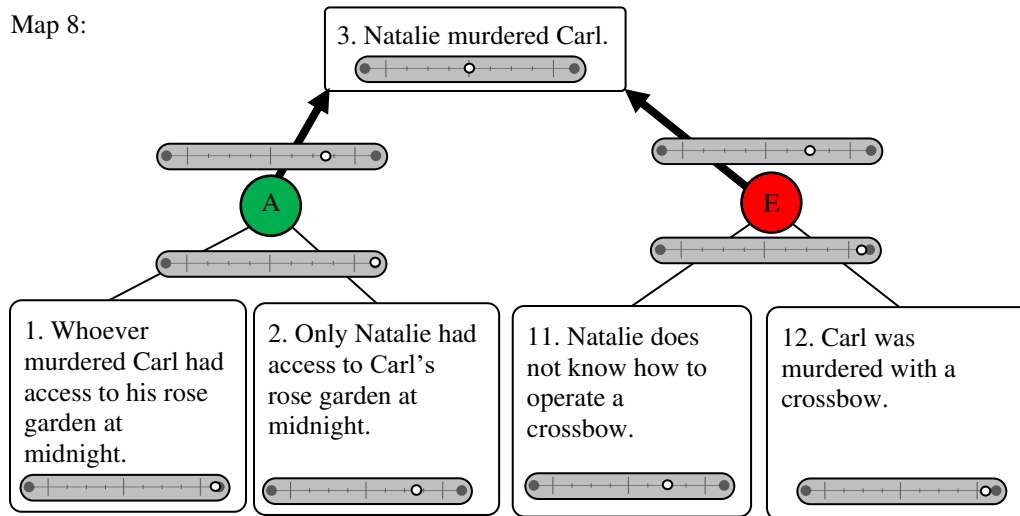 Map 8:
3. Natalie murdered Carl.
A
E
1. Whoever
murdered Carl had
access to his rose
garden at
midnight.
2. Only Natalie had
access to Carl's
rose garden at
midnight.
11. Natalie does
not know how to
operate a
crossbow.
12. Carl was
murdered with a
crossbow.